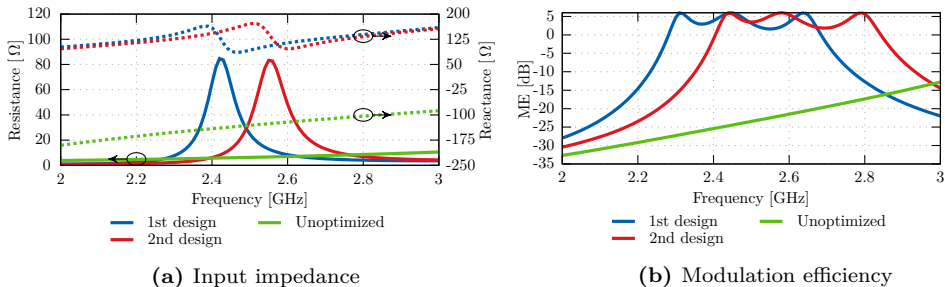 120
100
80
60
40
20
0
Resistance [ Ω]
200
125
50
-25
-100
-175
-250
Reactance [ Ω]
2
2.2
2.4
2.6
2.8
3
Frequency [GHz]
1st design
2nd design
Unoptimized
(a) Input impedance
5
0
-5
-10
-15
-20
-25
-30
-35
ME [dB]
2
2.2
2.4
2.6
2.8
3
Frequency [GHz]
1st design
2nd design
Unoptimized
(b) Modulation efficiency